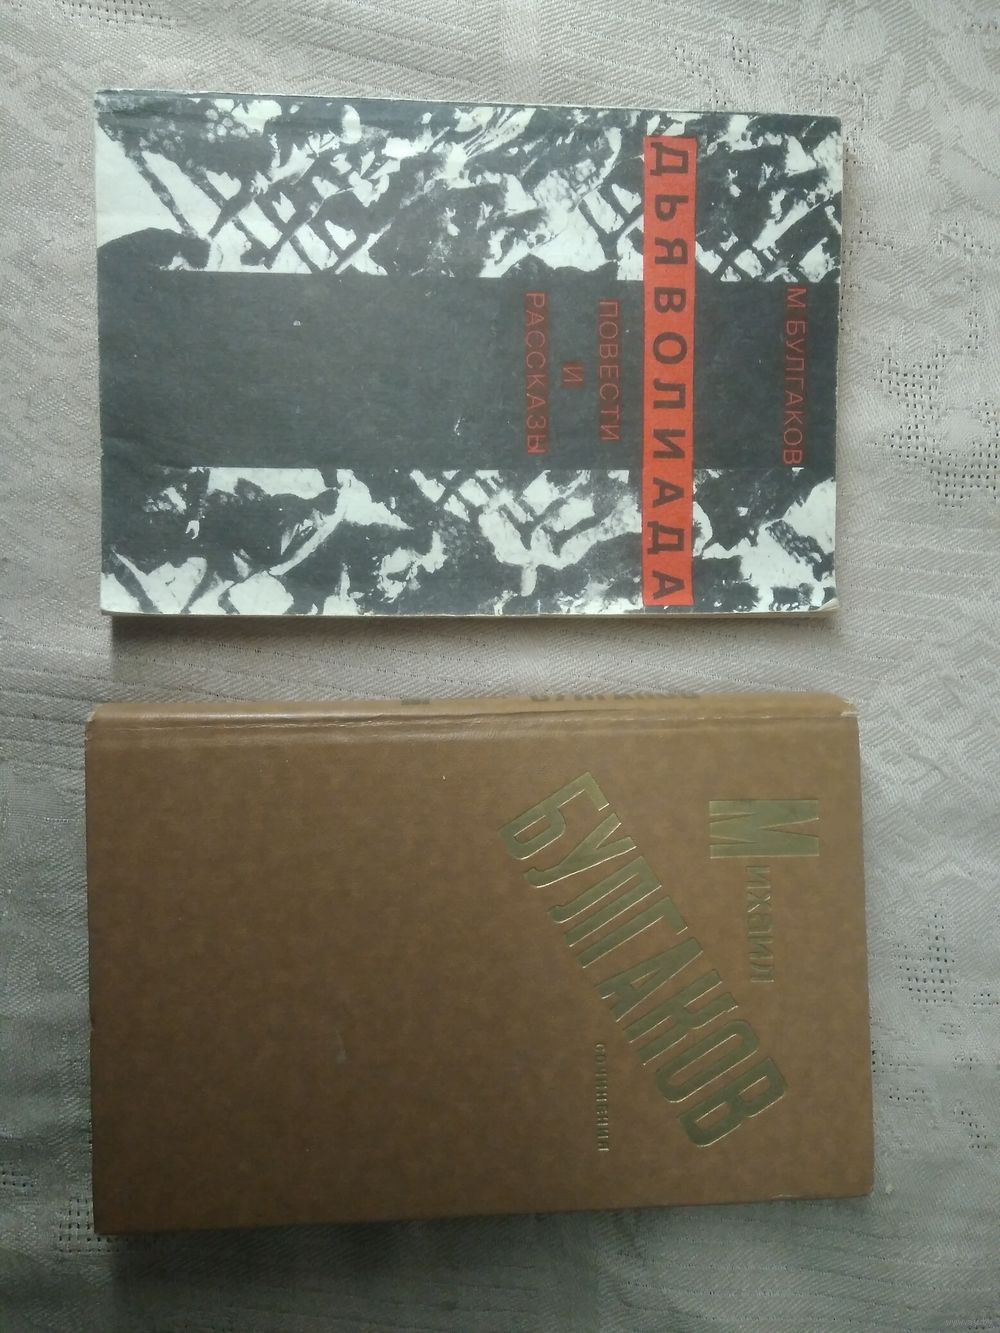 М БУЛГАКОВ
ДЬЯВОЛИАДА
ПОВЕСТИ
И
РАССКАЗЫ
Михаил
БУЛГАКОВ
сочинения